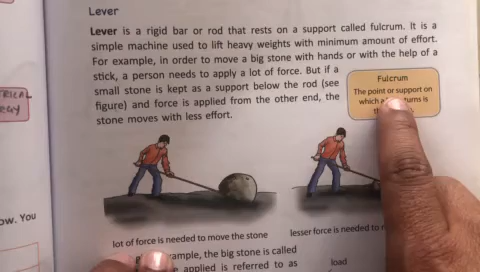 Lever
Lever is a rigid bar or rod that rests on a support called fulcrum. It is a
simple machine used to lift heavy weights with minimum amount of effort.
For example, in order to move a big stone with hands or with the help of a
stick, a person needs to apply a lot of force. But if a
small stone is kept as a support below the rod (see
figure) and force is applied from the other end, the
stone moves with less effort.
Fulcrum
The point or support on
which a turns is
lot of force is needed to move the stone
lesser force is needed to
ample, the big stone is called
applied is referred to as
load
ow. You